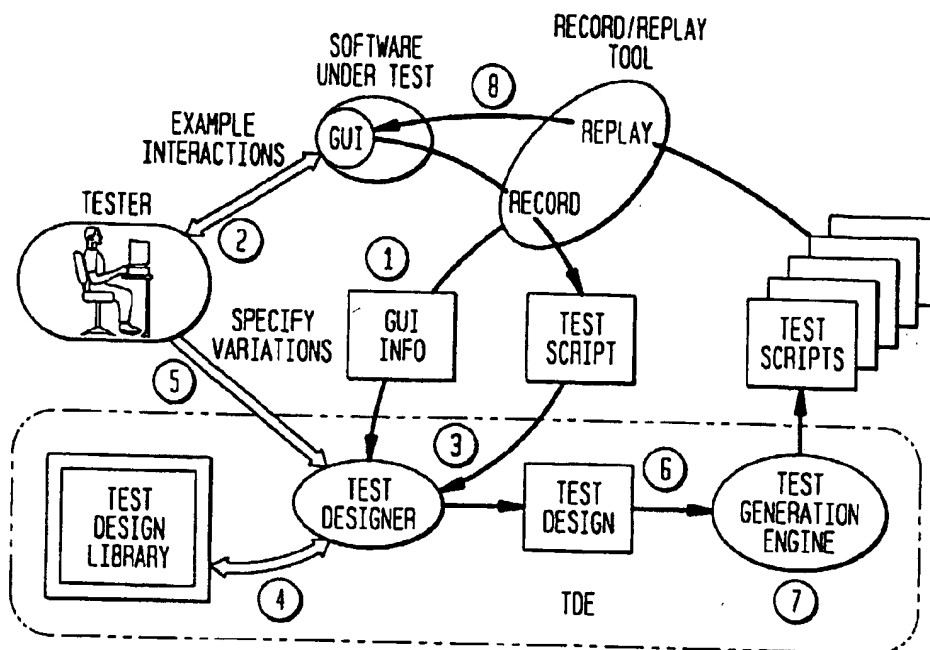 RECORD/REPLAY
TOOL
SOFTWARE
UNDER TEST
8
EXAMPLE
INTERACTIONS
GUI
REPLAY
TESTER
RECORD
2
1
SPECIFY
VARIATIONS
GUI
INFO
TEST
SCRIPT
TEST
SCRIPTS
5
3
6
TEST
DESIGN
LIBRARY
TEST
DESIGNER
TEST
DESIGN
TEST
GENERATION
ENGINE
4
TDE
7